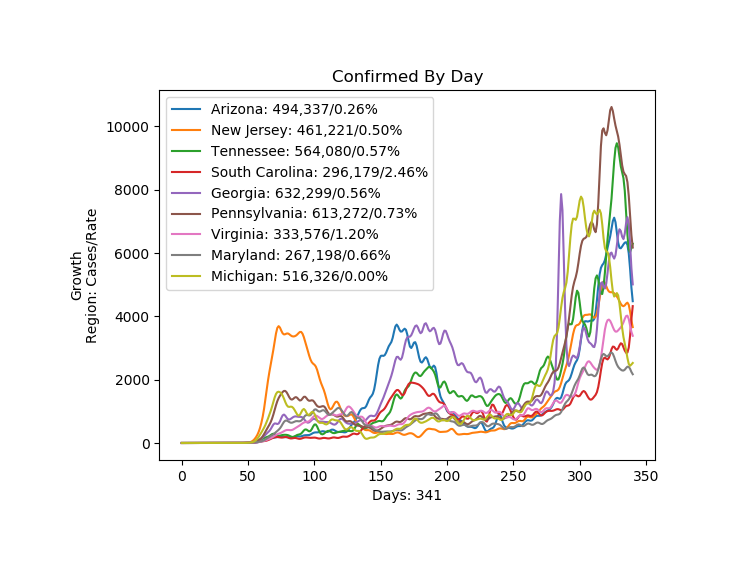 Confirmed By Day
Growth
Region: Cases/Rate
10000
8000
6000
4000
2000
0
Arizona: 494,337/0.26%
New Jersey: 461,221/0.50%
Tennessee: 564,080/0.57%
South Carolina: 296,179/2.46%
Georgia: 632,299/0.56%
Pennsylvania: 613,272/0.73%
Virginia: 333,576/1.20%
Maryland: 267,198/0.66%
Michigan: 516,326/0.00%
0 50 100 150 200 250 300 350
Days: 341